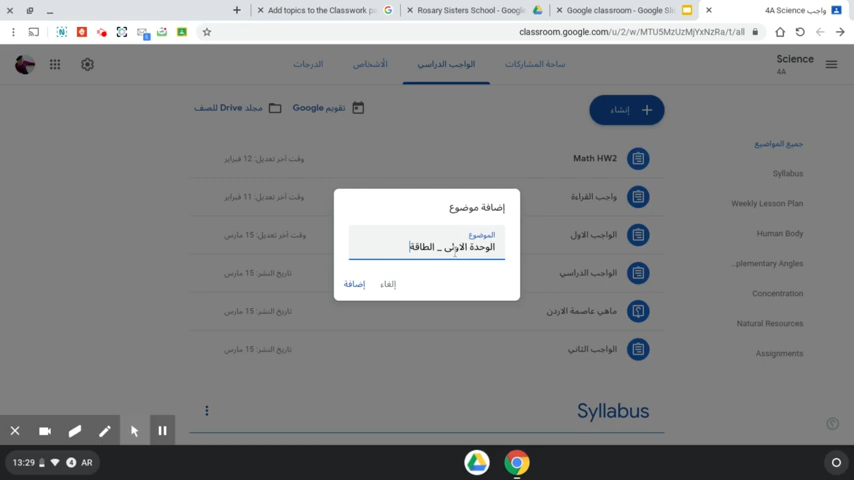 Add topics to the Classwork pa
Rosary Sisters School - Google
Google classroom - Google Slid
واجب 4A Science
classroom.google.com/u/2/w/MTU5MzUzMjYxNzRa/t/all
Science
4A
ساحة المشاركات
الواجب الدراسي
الأشخاص
الدرجات
إنشاء
تقويم Google
مجلد Drive للصف
جميع المواضيع
Syllabus
Weekly Lesson Plan
Human Body
...plementary Angles
Concentration
Natural Resources
Assignments
Math HW2
وقت آخر تعديل: 12 فبراير
واجب القراءة
وقت آخر تعديل: 11 فبراير
الواجب الاول
وقت آخر تعديل: 15 مارس
الواجب الدراسي
تاريخ النشر: 15 مارس
ماهي عاصمة الاردن
تاريخ النشر: 15 مارس
الواجب الثاني
تاريخ النشر: 15 مارس
إضافة موضوع
الموضوع
الوحدة الاولى _ الطاقة
إلغاء
إضافة
Syllabus
13:29
4
AR